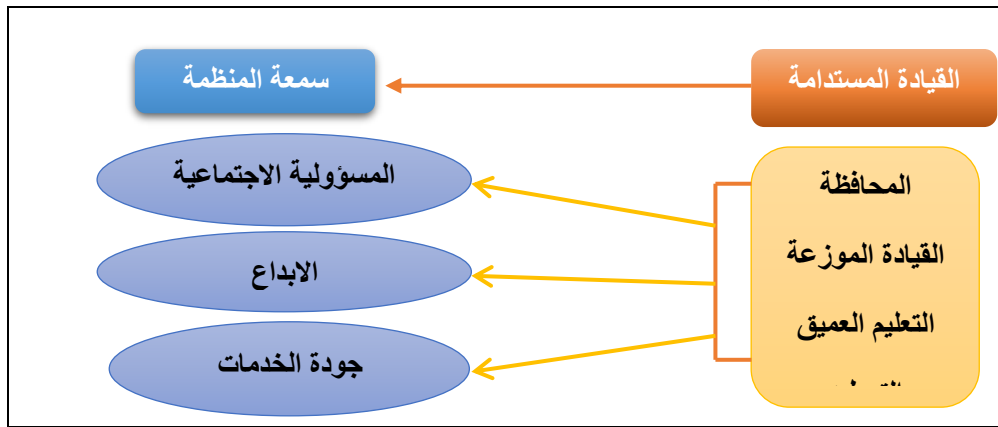 القيادة المستدامة
سمعة المنظمة
المحافظة
القيادة الموزعة
التعليم العميق
المسؤولية الاجتماعية
الابداع
جودة الخدمات